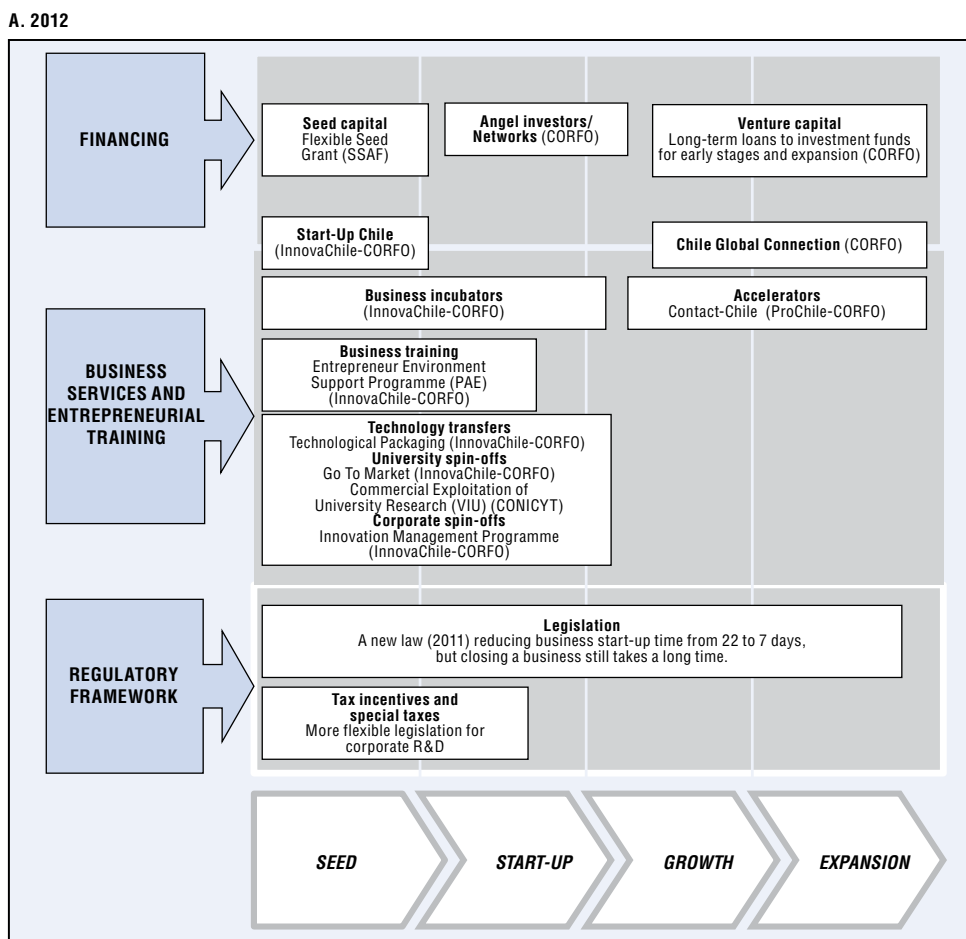 A. 2012
FINANCING
Seed capital
Flexible Seed
Grant (SSAF)
Angel investors/
Networks (CORFO)
Venture capital
Long-term loans to investment funds
for early stages and expansion (CORFO)
Start-Up Chile
(InnovaChile-CORFO)
Chile Global Connection (CORFO)
BUSINESS
SERVICES AND
ENTREPRENEURIAL
TRAINING
Business incubators
(InnovaChile-CORFO)
Accelerators
Contact-Chile (ProChile-CORFO)
Business training
Entrepreneur Environment
Support Programme (PAE)
(InnovaChile-CORFO)
Technology transfers
Technological Packaging (InnovaChile-CORFO)
University spin-offs
Go To Market (InnovaChile-CORFO)
Commercial Exploitation of
University Research (VIU) (CONICYT)
Corporate spin-offs
Innovation Management Programme
(InnovaChile-CORFO)
REGULATORY
FRAMEWORK
Legislation
A new law (2011) reducing business start-up time from 22 to 7 days,
but closing a business still takes a long time.
Tax incentives and
special taxes
More flexible legislation for
corporate R&D
SEED
START-UP
GROWTH
EXPANSION